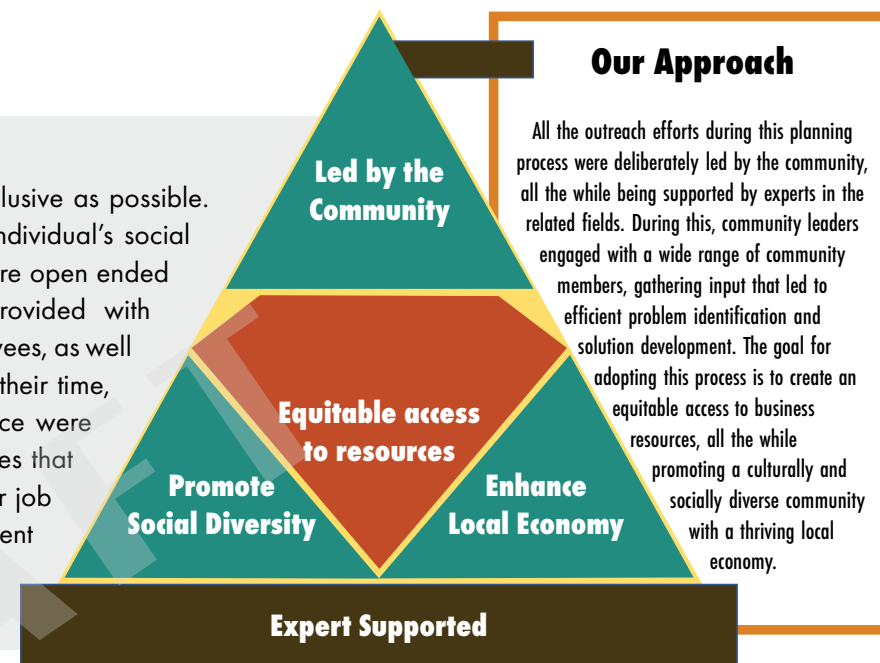 lusive as possible.
ndividual's social
re open ended
rovided with
yees, as well
their time,
ce were
es that
r job
ent
Led by the
Community
Equitable access
to resources
Promote
Social Diversity
Enhance
Local Economy
Expert Supported
Our Approach
All the outreach efforts during this planning
process were deliberately led by the community,
all the while being supported by experts in the
related fields. During this, community leaders
engaged with a wide range of community
members, gathering input that led to
efficient problem identification and
solution development. The goal for
adopting this process is to create an
equitable access to business
resources, all the while
promoting a culturally and
socially diverse community
with a thriving local
economy.
AFT